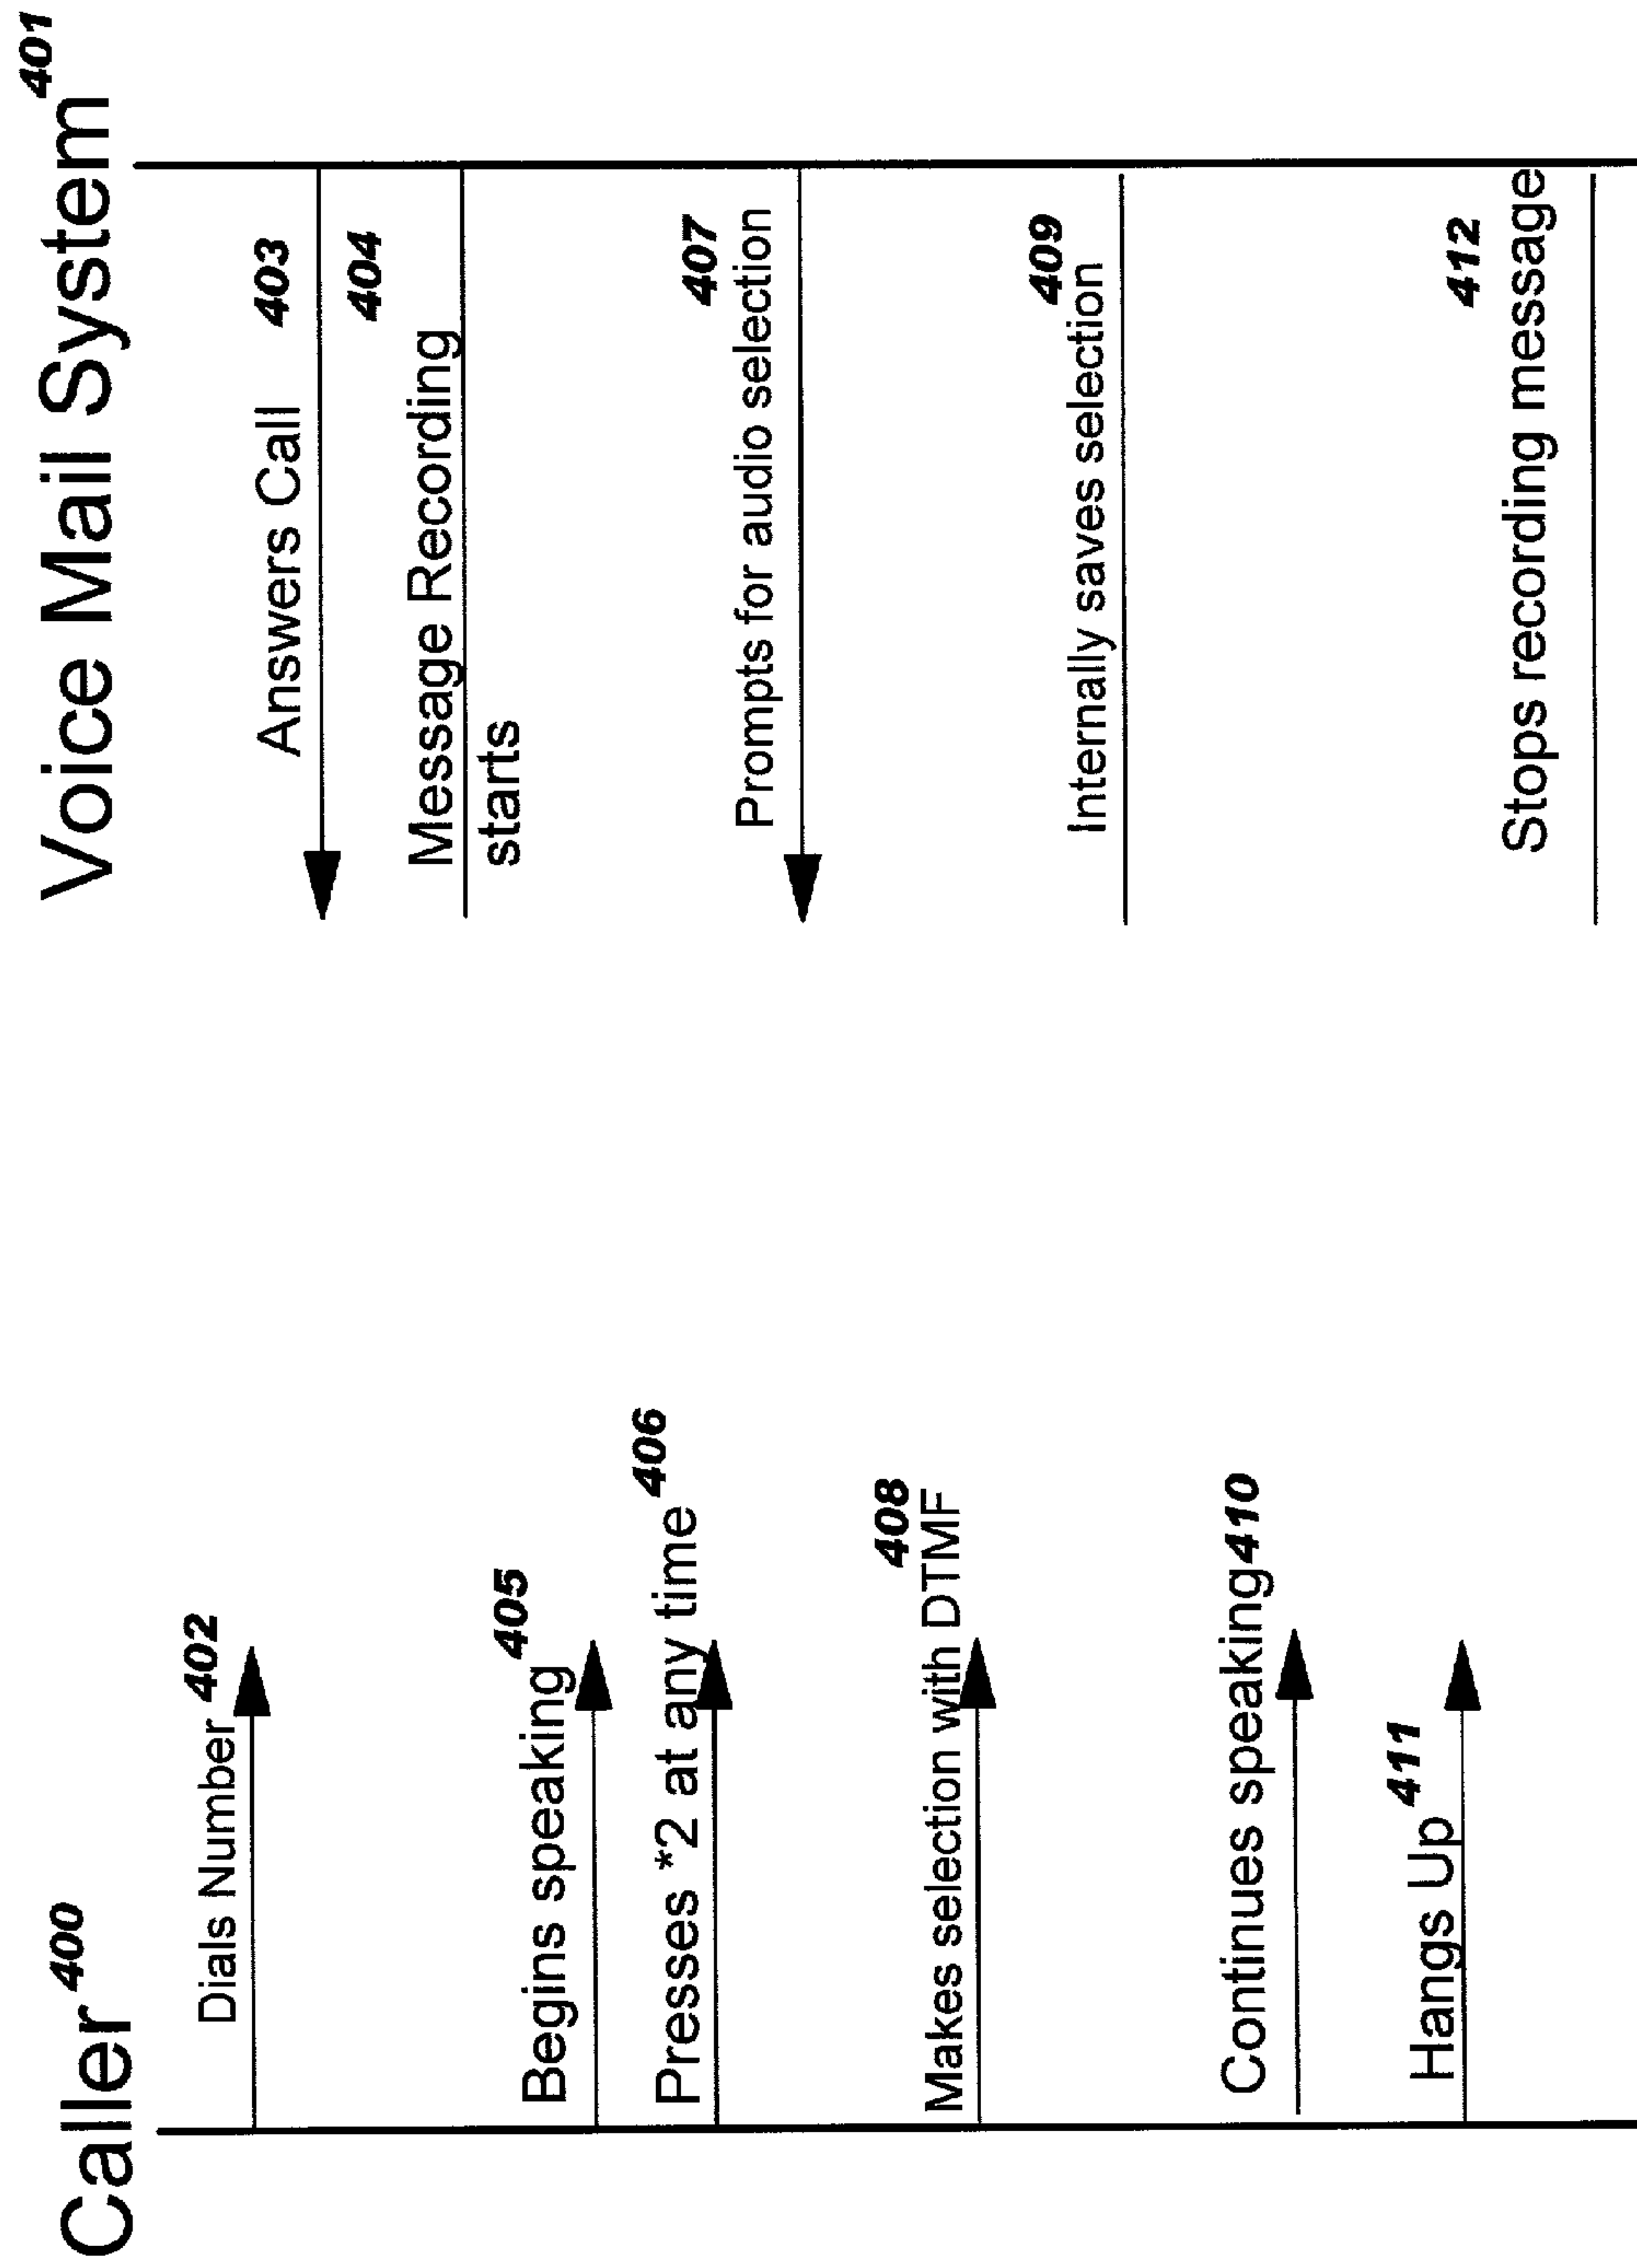 Caller 400
Voice Mail System 401
Dials Number 402
Answers Call 403
404
Message Recording
starts
Begins speaking 405
Presses *2 at any time 406
407
Prompts for audio selection
408
Makes selection with DTMF
409
Internally saves selection
Continues speaking 410
Hangs Up 411
412
Stops recording message